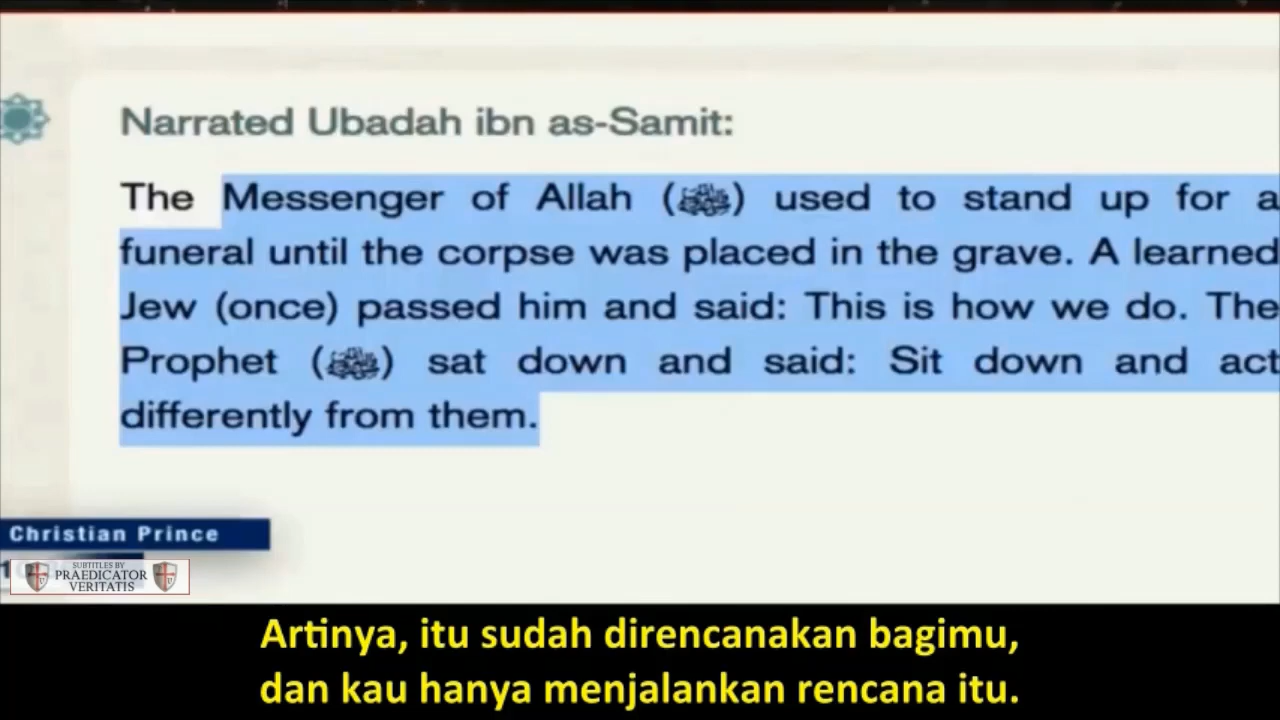 Narrated Ubadah ibn as-Samit:
The Messenger of Allah (ﷺ) used to stand up for a
funeral until the corpse was placed in the grave. A learned
Jew (once) passed him and said: This is how we do. The
Prophet (ﷺ) sat down and said: Sit down and act
differently from them.
Christian Prince
SUBTITLES BY
PRAEDICATOR
VERITATIS
Artinya, itu sudah direncanakan bagimu,
dan kau hanya menjalankan rencana itu.